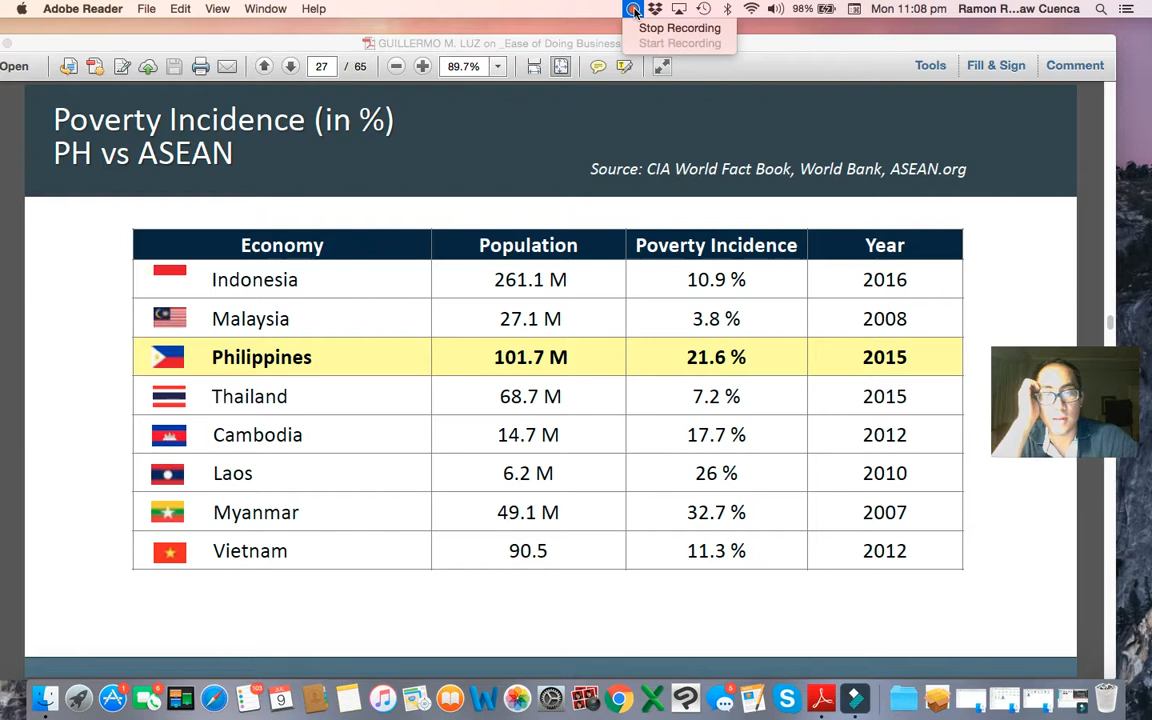 Adobe Reader File Edit View Window Help 98% Mon 11:08 pm Ramon R...aw Cuenca
Stop Recording
Start Recording
GUILLERMO M. LUZ on _Ease of Doing Business
Open 27 / 65 89.7% Tools Fill & Sign Comment
Poverty Incidence (in %)
PH vs ASEAN
Source: CIA World Fact Book, World Bank, ASEAN.org
Economy Population Poverty Incidence Year
Indonesia 261.1 M 10.9 % 2016
Malaysia 27.1 M 3.8 % 2008
Philippines 101.7 M 21.6 % 2015
Thailand 68.7 M 7.2 % 2015
Cambodia 14.7 M 17.7 % 2012
Laos 6.2 M 26 % 2010
Myanmar 49.1 M 32.7 % 2007
Vietnam 90.5 11.3 % 2012